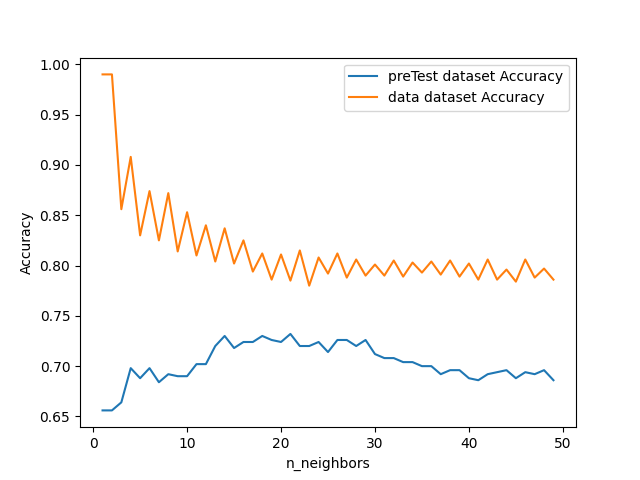 preTest dataset Accuracy
data dataset Accuracy
1.00
0.95
0.90
0.85
0.80
0.75
0.70
0.65
Accuracy
0 10 20 30 40 50
n_neighbors